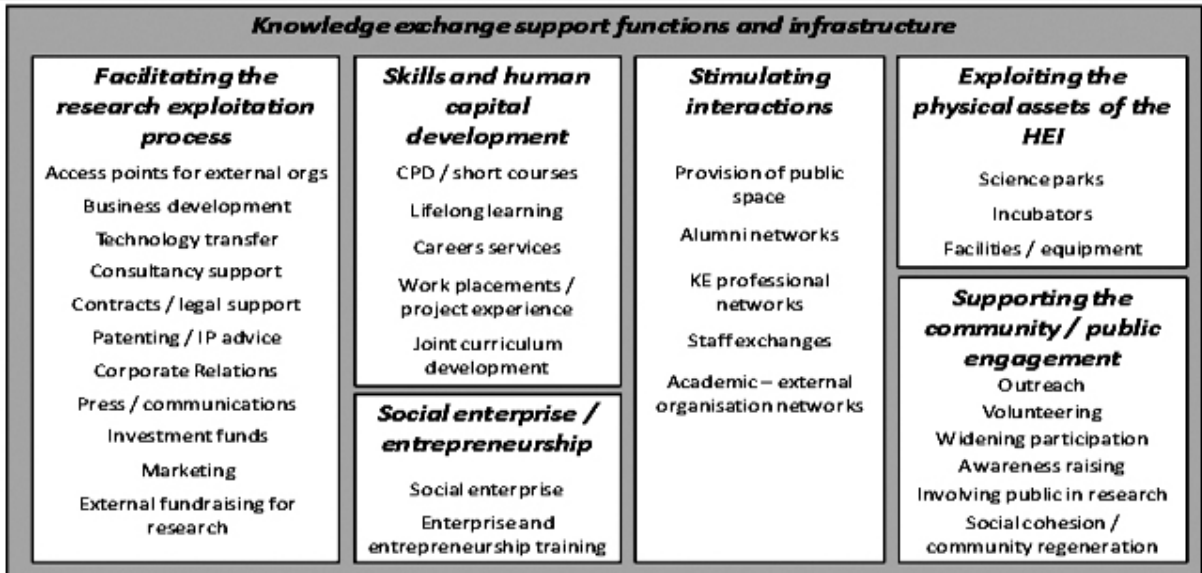 Knowledge exchange support functions and infrastructure
Facilitating the
research exploitation
process
Access points for external orgs
Business development
Technology transfer
Consultancy support
Contracts / legal support
Patenting / IP advice
Corporate Relations
Press / communications
Investment funds
Marketing
External fundraising for
research
Skills and human
capital
development
CPD / short courses
Lifelong learning
Careers services
Work placements /
project experience
Joint curriculum
development
Social enterprise /
entrepreneurship
Social enterprise
Enterprise and
entrepreneurship training
Stimulating
interactions
Provision of public
space
Alumni networks
KE professional
networks
Staff exchanges
Academic – external
organisation networks
Exploiting the
physical assets of the
HEI
Science parks
Incubators
Facilities / equipment
Supporting the
community / public
engagement
Outreach
Volunteering
Widening participation
Awareness raising
Involving public in research
Social cohesion /
community regeneration